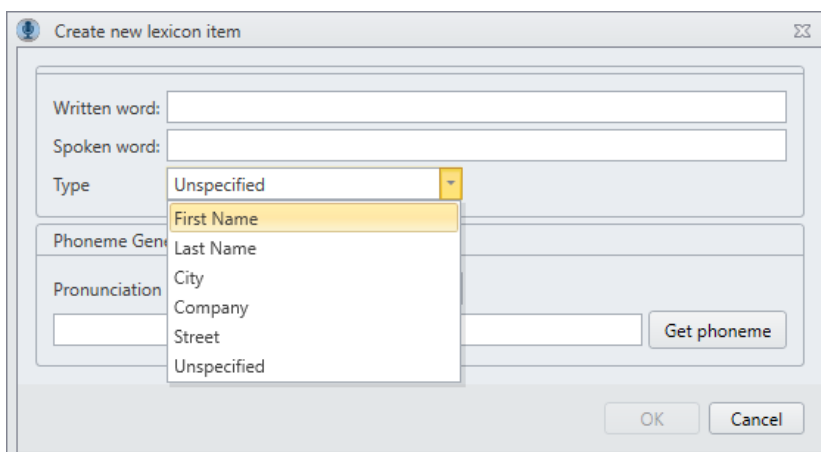 Create new lexicon item
Written word:
Spoken word:
Type Unspecified
First Name
Phoneme Gen Last Name
City
Pronunciation
Company
Street Get phoneme
Unspecified
OK Cancel